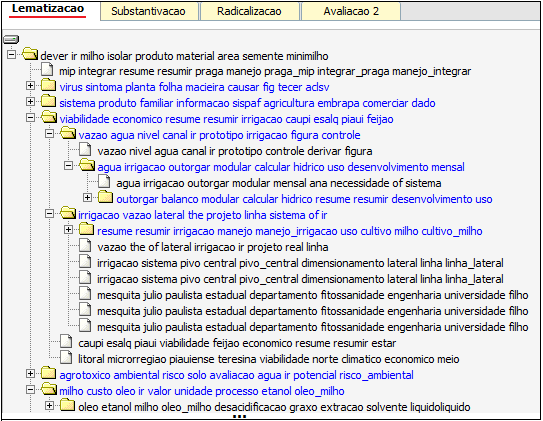 Lematizacao Substantivacao Radicalizacao Avaliacao 2
dever ir milho isolar produto material area semente minimilho
mip integrar resume resumir praga manejo praga_mip integrar_praga manejo_integrar
virus sintoma planta folha macieira causar fig tecer aclsv
sistema produto familiar informacao sispaf agricultura embrapa comerciar dado
viabilidade economico resume resumir irrigacao caupi esalq piaui feijao
vazao agua nivel canal ir prototipo irrigacao figura controle
vazao nivel agua canal ir prototipo controle derivar figura
agua irrigacao outorgar modular calcular hidrico uso desenvolvimento mensal
agua irrigacao outorgar modular mensal ana necessidade of sistema
outorgar balanco modular calcular hidrico resume resumir desenvolvimento uso
irrigacao vazao lateral the projeto linha sistema of ir
resume resumir irrigacao manejo manejo_irrigacao uso cultivo milho cultivo_milho
vazao the of lateral irrigacao ir projeto real linha
irrigacao sistema pivo central pivo_central dimensionamento lateral linha linha_lateral
irrigacao sistema pivo central pivo_central dimensionamento lateral linha linha_lateral
mesquita julio paulista estadual departamento fitossanidade engenharia universidade filho
mesquita julio paulista estadual departamento fitossanidade engenharia universidade filho
mesquita julio paulista estadual departamento fitossanidade engenharia universidade filho
caupi esalq piaui viabilidade feijao economico resume resumir estar
litoral microrregiao piauiense teresina viabilidade norte climatico economico meio
agrotoxico ambiental risco solo avaliacao agua ir potencial risco_ambiental
milho custo oleo ir valor unidade processo etanol oleo_milho
oleo etanol milho oleo_milho desacidificacao graxo extracao solvente liquidoliquido
...